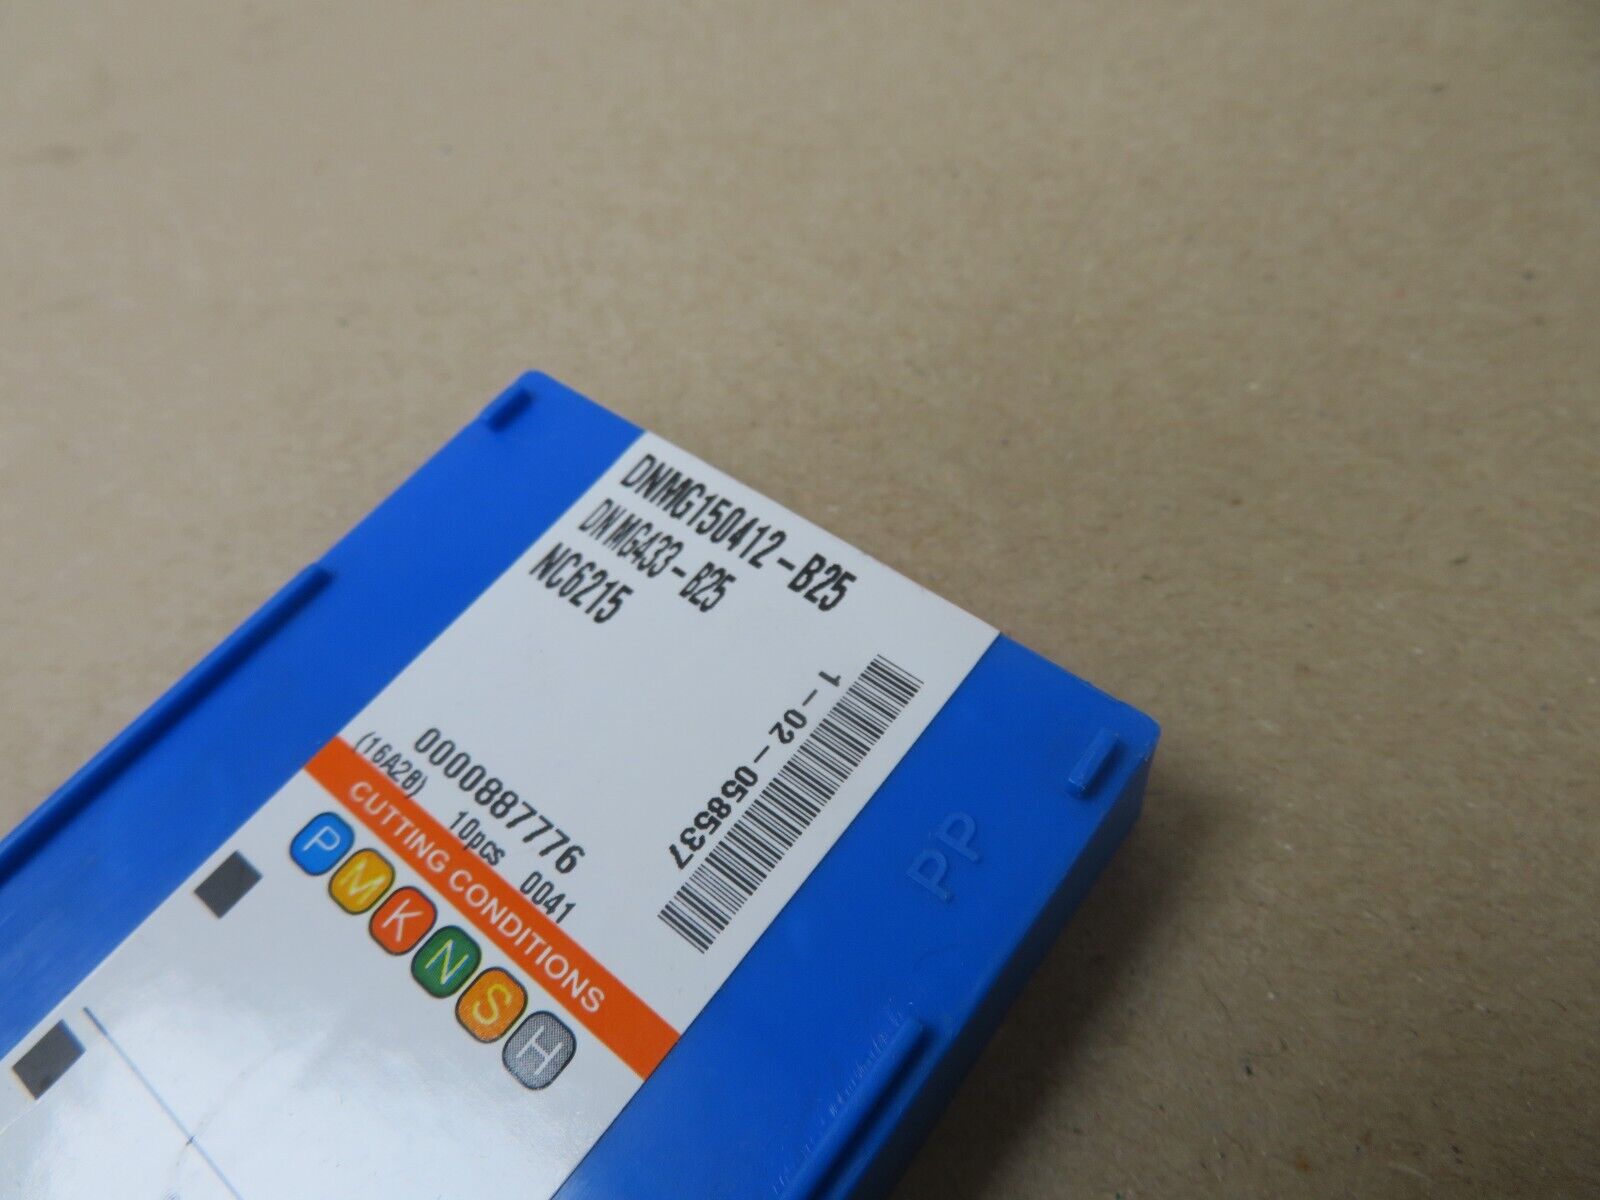 DNMG150412-B25
DNMG433-B25
NC6215
1-02-058537
0000887776
(16A28) 10pcs 0041
CUTTING CONDITIONS
P M K N S H
PP